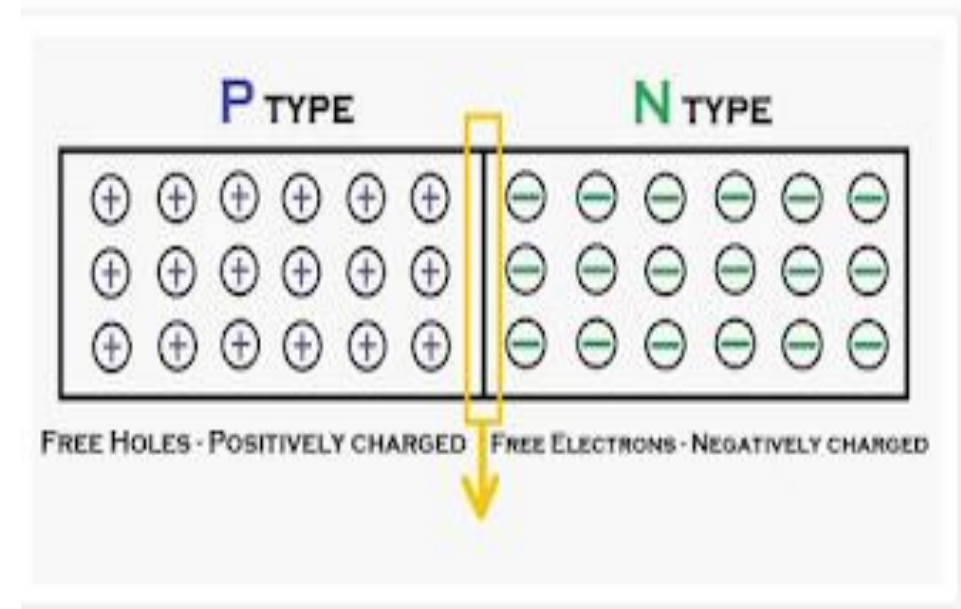 P TYPE
N TYPE
FREE HOLES - POSITIVELY CHARGED
FREE ELECTRONS - NEGATIVELY CHARGED